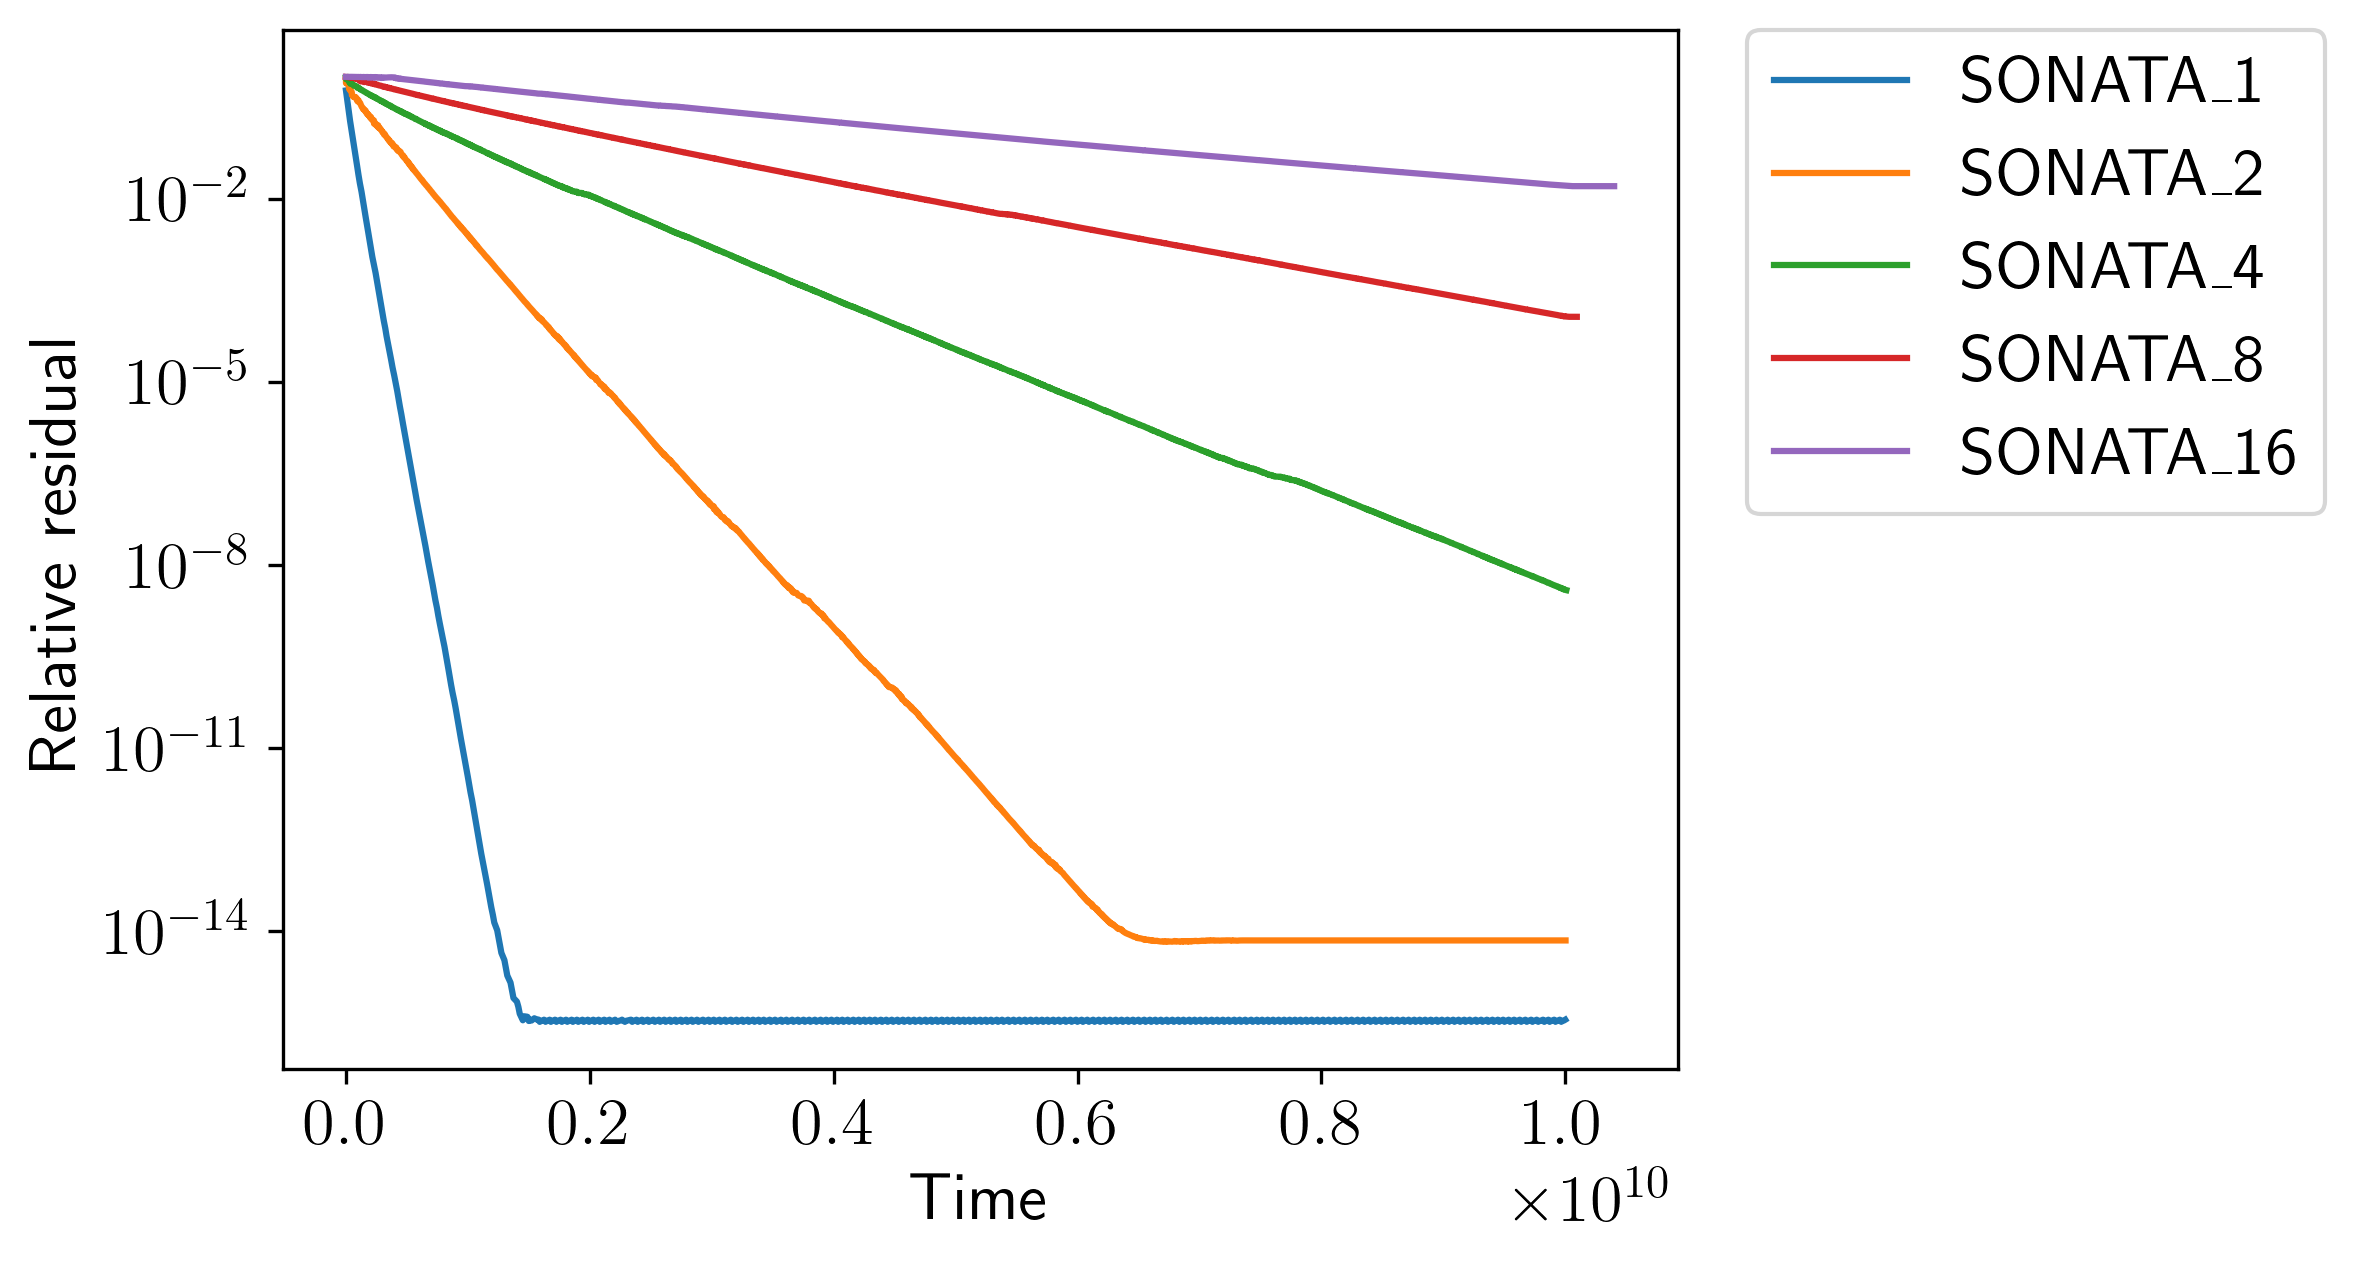 Relative residual
10^{-2}
10^{-5}
10^{-8}
10^{-11}
10^{-14}
0.0 0.2 0.4 0.6 0.8 1.0
×10^{10}
Time
SONATA_1
SONATA_2
SONATA_4
SONATA_8
SONATA_16